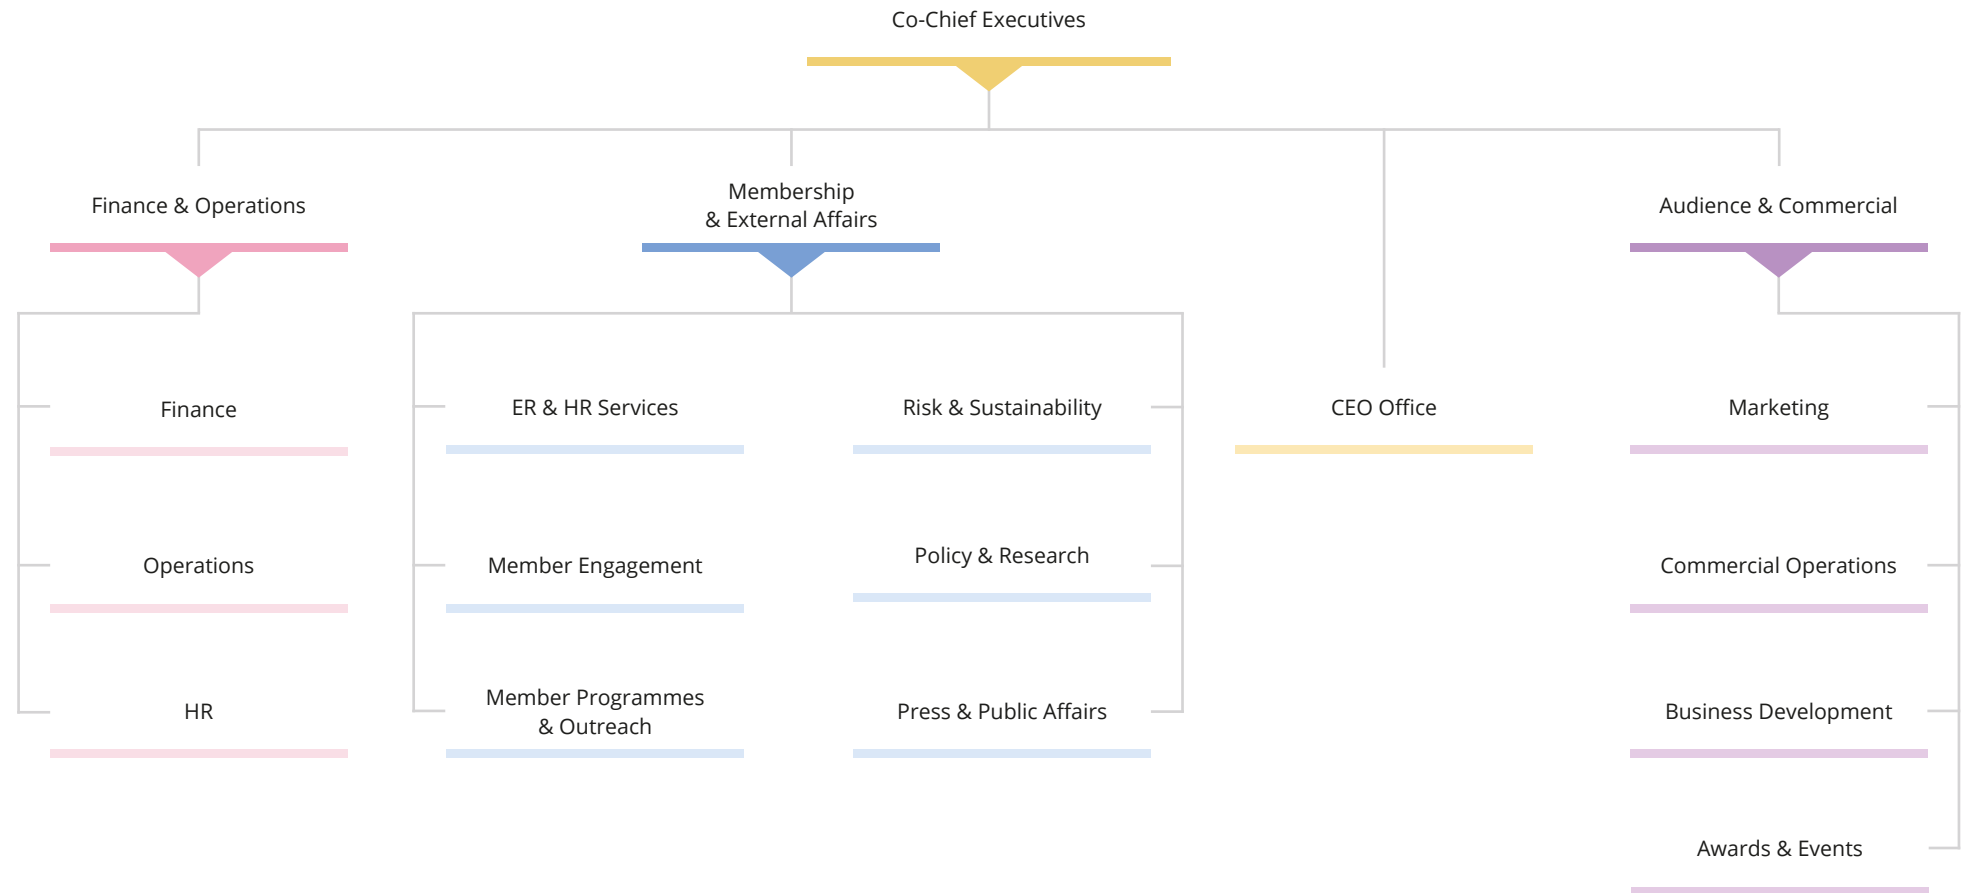 Co-Chief Executives
Finance & Operations
Membership
& External Affairs
Audience & Commercial
Finance
ER & HR Services
Risk & Sustainability
CEO Office
Marketing
Operations
Member Engagement
Policy & Research
Commercial Operations
HR
Member Programmes
& Outreach
Press & Public Affairs
Business Development
Awards & Events